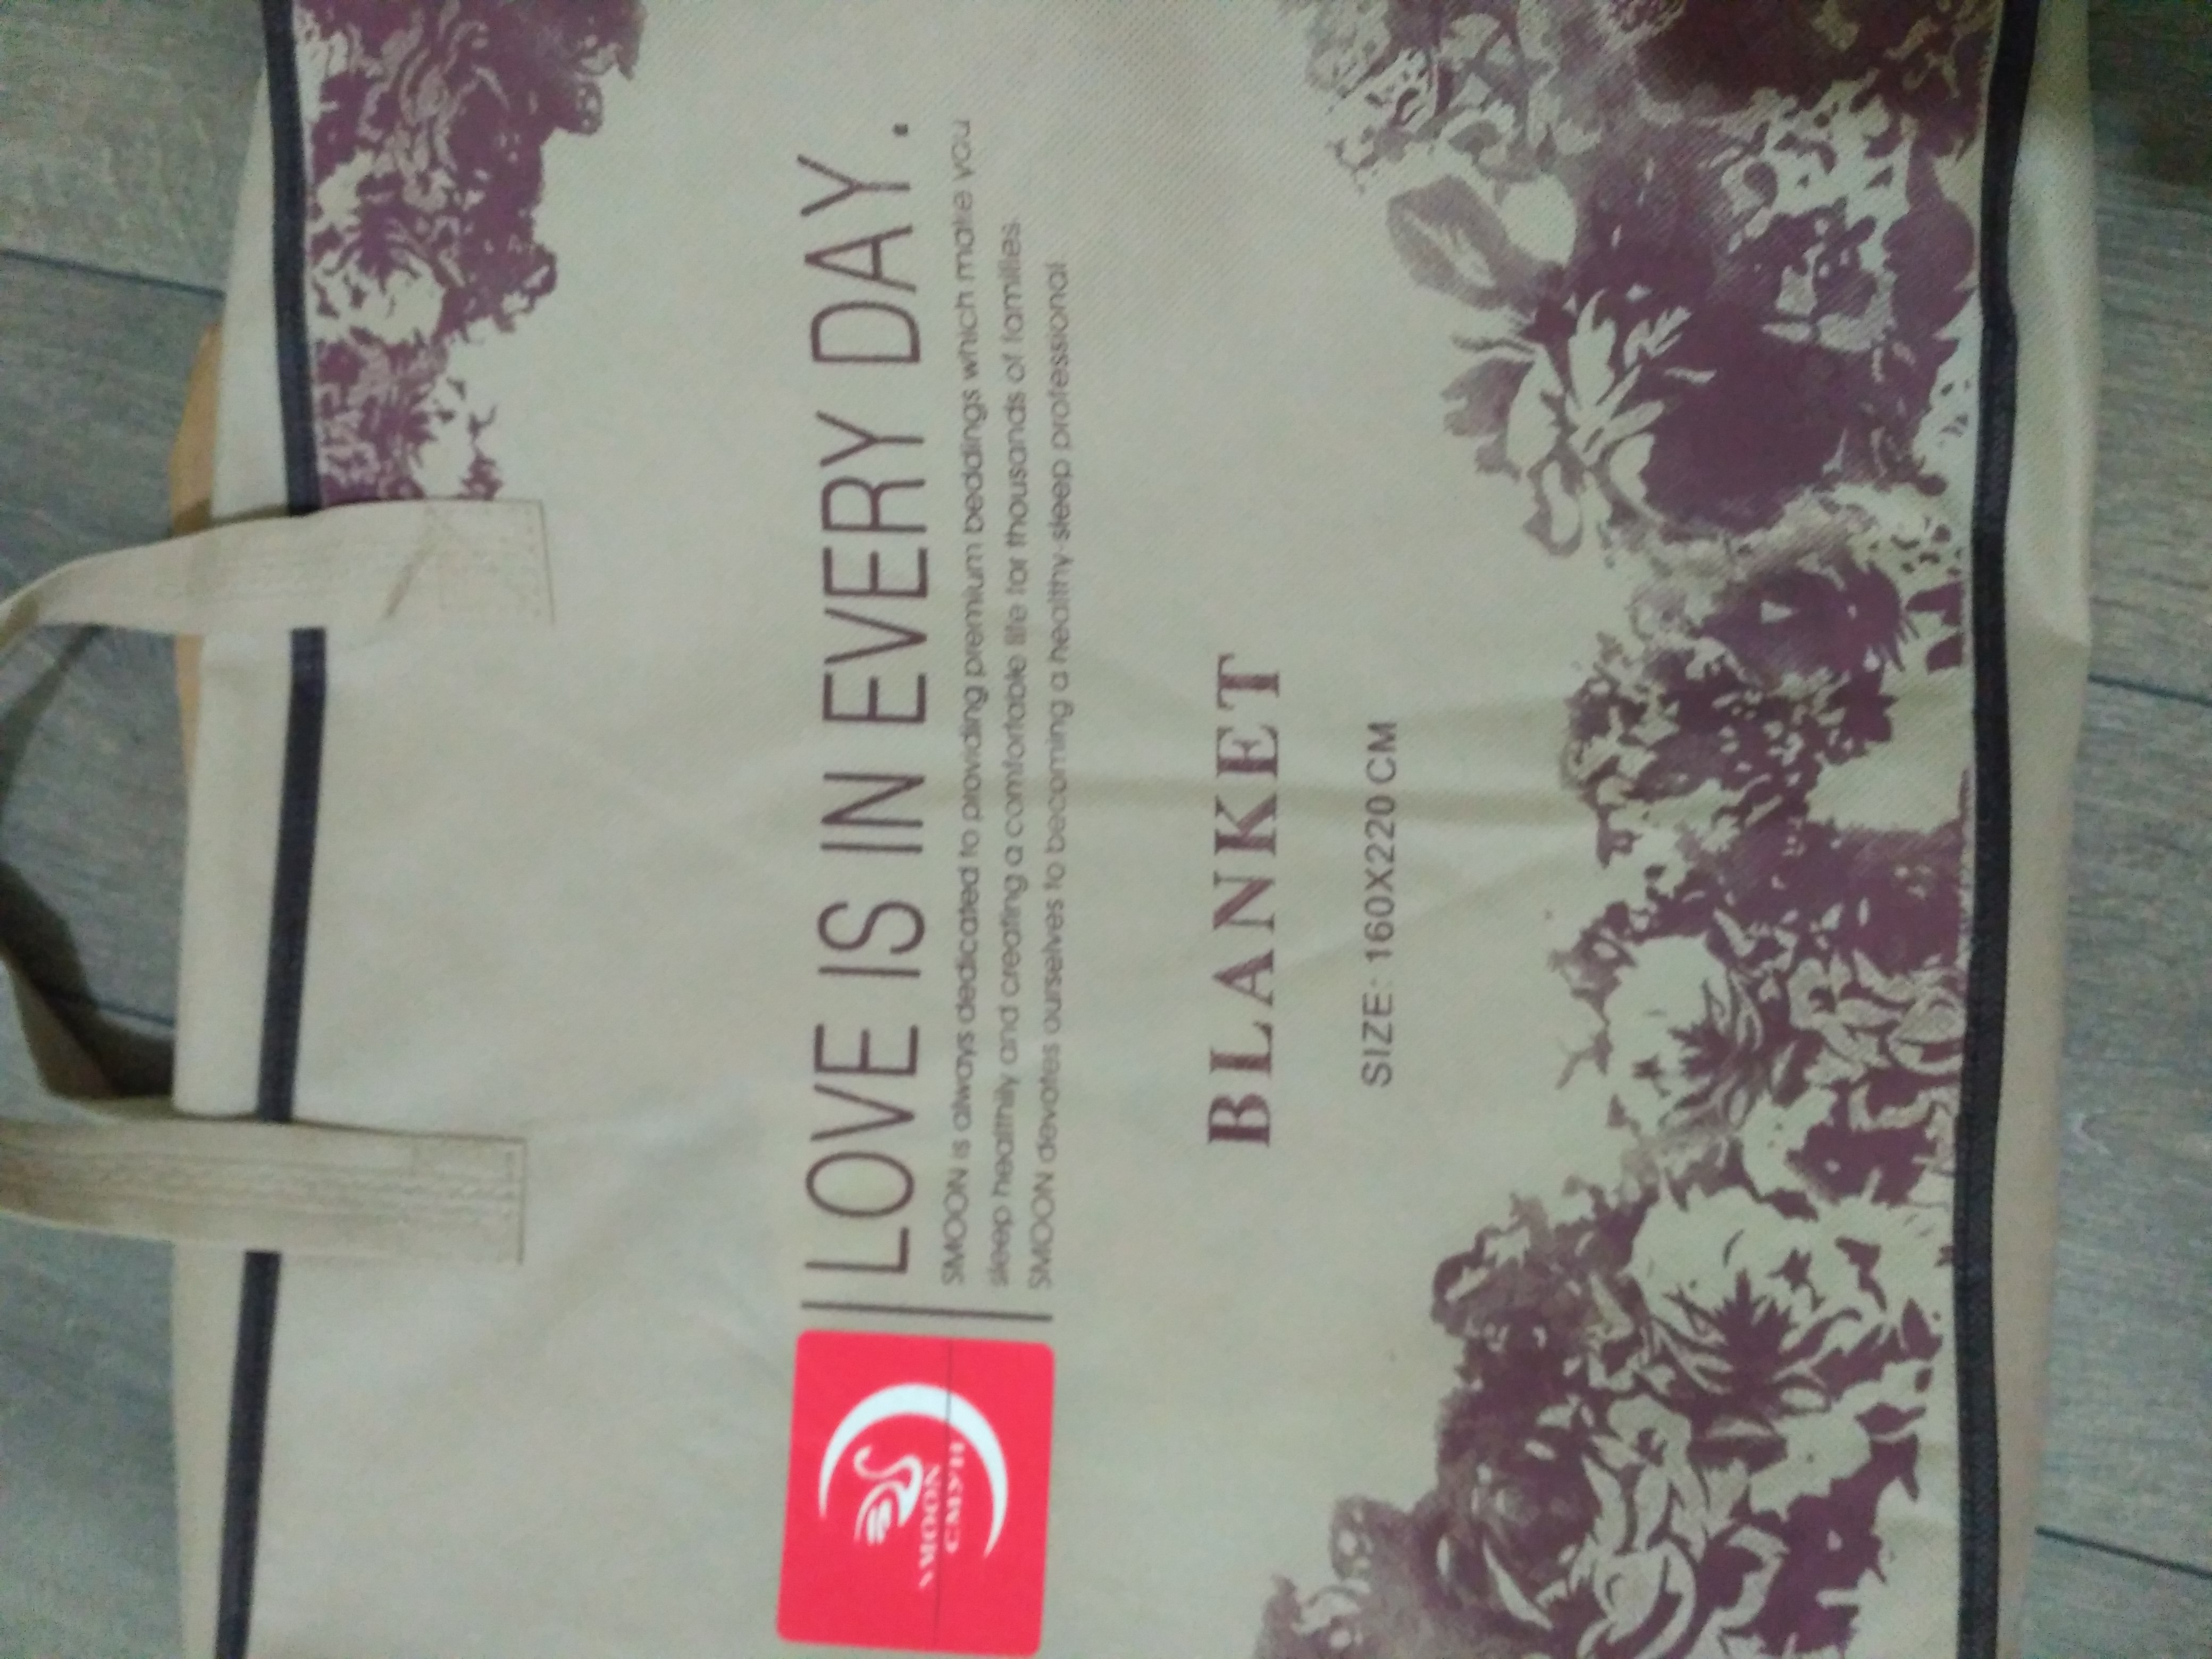 LOVE IS IN EVERY DAY.
SMOON is always dedicated to providing premium beddings which make you
sleep healthily and creating a comfortable life for thousands of families.
SMOON devotes ourselves to becoming a healthy sleep professional
BLANKET
SIZE: 160X220 CM